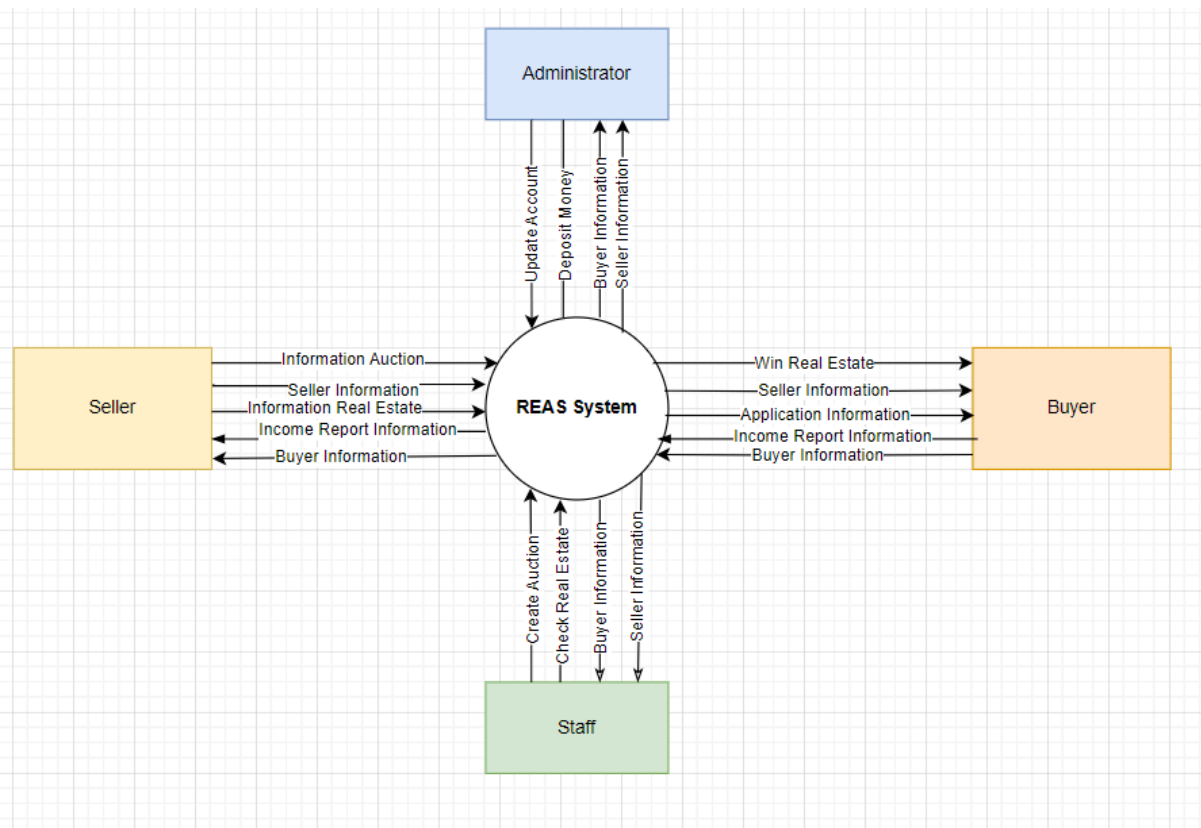 Administrator
Update Account
Deposit Money
Buyer Information
Seller Information
Seller
Information Auction
Seller Information
Information Real Estate
Income Report Information
Buyer Information
REAS System
Win Real Estate
Seller Information
Application Information
Income Report Information
Buyer Information
Buyer
Create Auction
Check Real Estate
Buyer Information
Seller Information
Staff